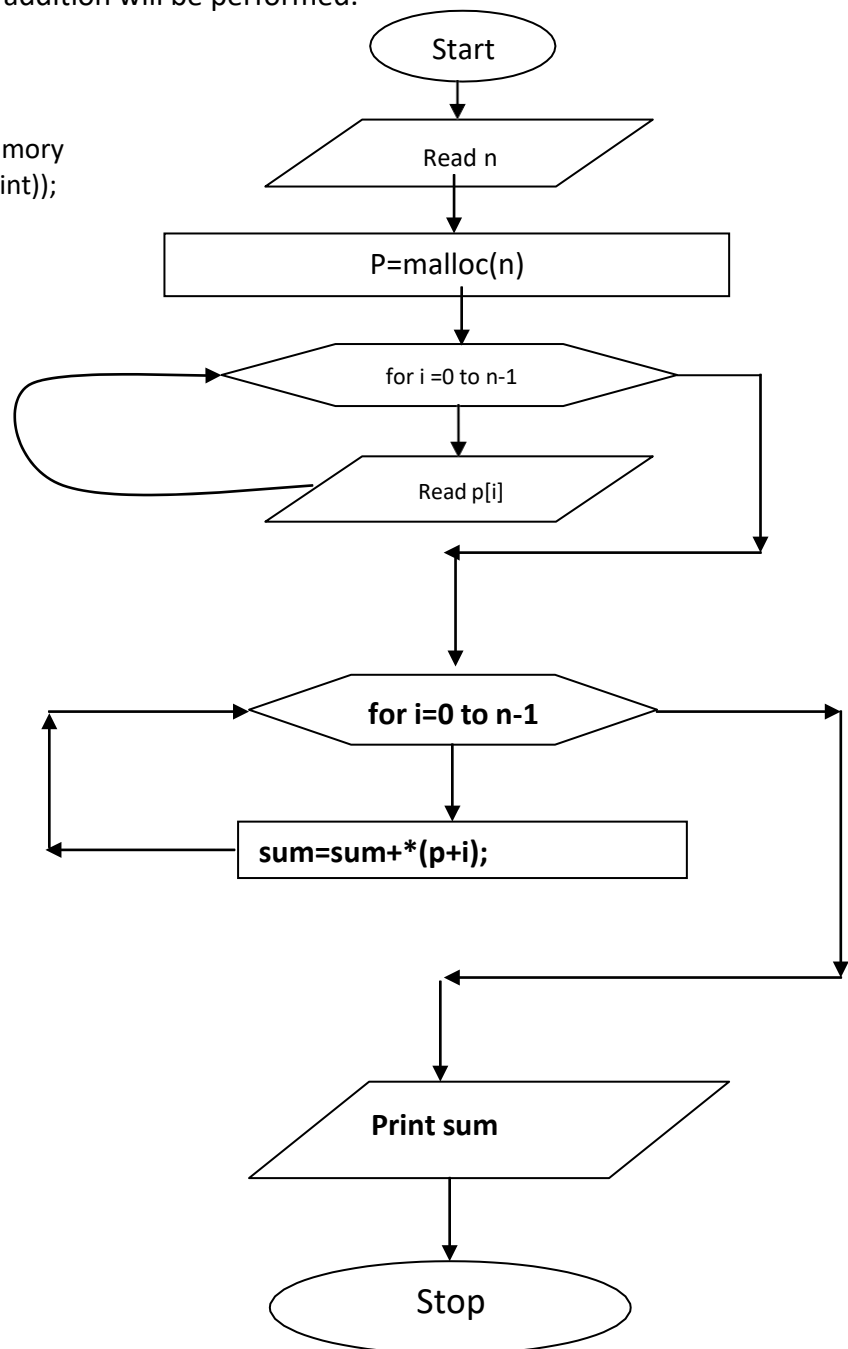 addition will be performed.
Start
mory
int));
Read n
P=malloc(n)
for i =0 to n-1
Read p[i]
for i=0 to n-1
sum=sum+*(p+i);
Print sum
Stop